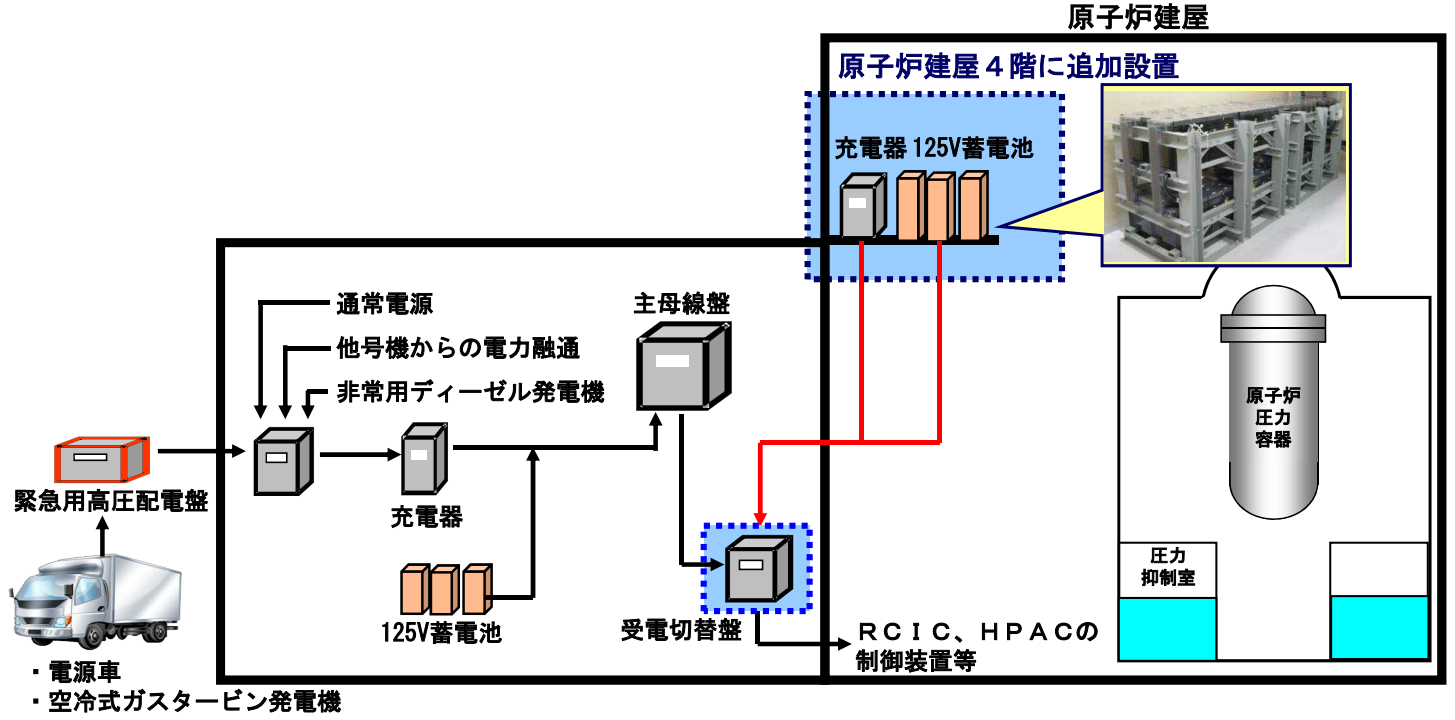 原子炉建屋
原子炉建屋４階に追加設置
充電器 125V蓄電池
通常電源
他号機からの電力融通
非常用ディーゼル発電機
主母線盤
原子炉
圧力
容器
緊急用高圧配電盤
充電器
125V蓄電池
受電切替盤
圧力
抑制室
ＲＣＩＣ、ＨＰＡＣの
制御装置等
・電源車
・空冷式ガスタービン発電機